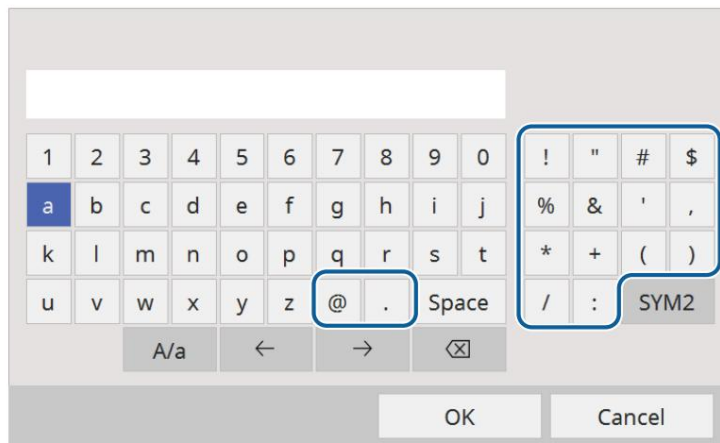 1 2 3 4 5 6 7 8 9 0 ! " # $
a b c d e f g h i j % & ' ,
k l m n o p q r s t * + ( )
u v w x y z @ . Space / : SYM2
A/a ← → ⌫
OK Cancel